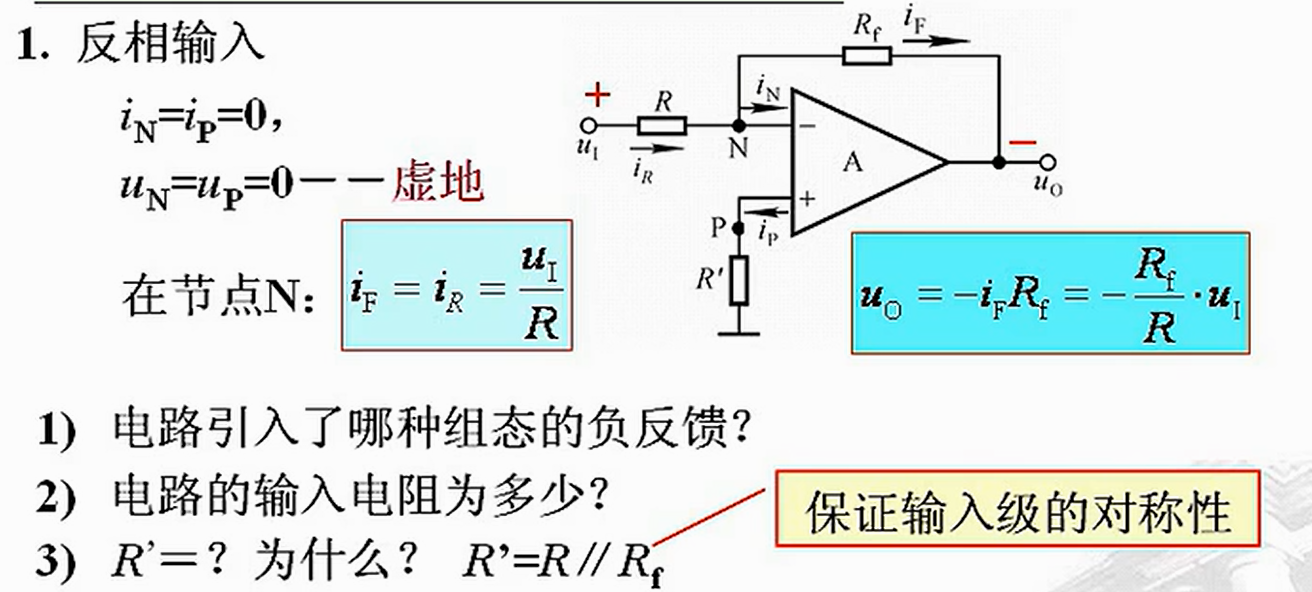 1. 反相输入
i_N=i_P=0,
u_N=u_P=0——虚地
在节点N: i_F = i_R = u_I / R
R_f i_F
+ R i_N
u_I i_R N − A − u_O
P i_P +
R'
u_O = −i_F R_f = − R_f / R · u_I
1) 电路引入了哪种组态的负反馈?
2) 电路的输入电阻为多少?
3) R'=? 为什么? R'=R // R_f
保证输入级的对称性